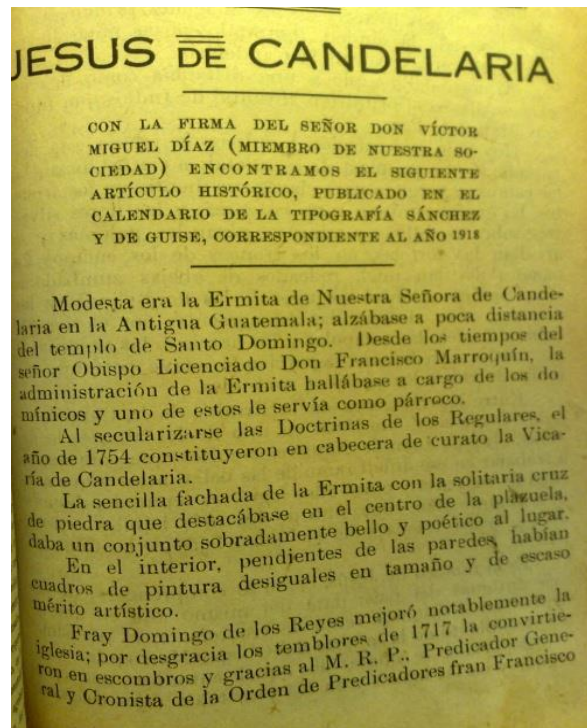 JESUS DE CANDELARIA
CON LA FIRMA DEL SEÑOR DON VÍCTOR
MIGUEL DÍAZ (MIEMBRO DE NUESTRA SO-
CIEDAD) ENCONTRAMOS EL SIGUIENTE
ARTÍCULO HISTÓRICO, PUBLICADO EN EL
CALENDARIO DE LA TIPOGRAFÍA SÁNCHEZ
Y DE GUISE, CORRESPONDIENTE AL AÑO 1918
Modesta era la Ermita de Nuestra Señora de Cande-
laria en la Antigua Guatemala; alzábase a poca distancia
del templo de Santo Domingo. Desde los tiempos del
señor Obispo Licenciado Don Francisco Marroquín, la
administración de la Ermita hallábase a cargo de los do
mínicos y uno de estos le servía como párroco.
Al secularizarse las Doctrinas de los Regulares, el
año de 1754 constituyeron en cabecera de curato la Vica-
ría de Candelaria.
La sencilla fachada de la Ermita con la solitaria cruz
de piedra que destacábase en el centro de la plazuela,
daba un conjunto sobradamente bello y poético al lugar.
En el interior, pendientes de las paredes, habían
cuadros de pintura desiguales en tamaño y de escaso
mérito artístico.
Fray Domingo de los Reyes mejoró notablemente la
iglesia; por desgracia los temblores de 1717 la convirtie-
ron en escombros y gracias al M. R. P., Predicador Gene-
ral y Cronista de la Orden de Predicadores fran Francisco